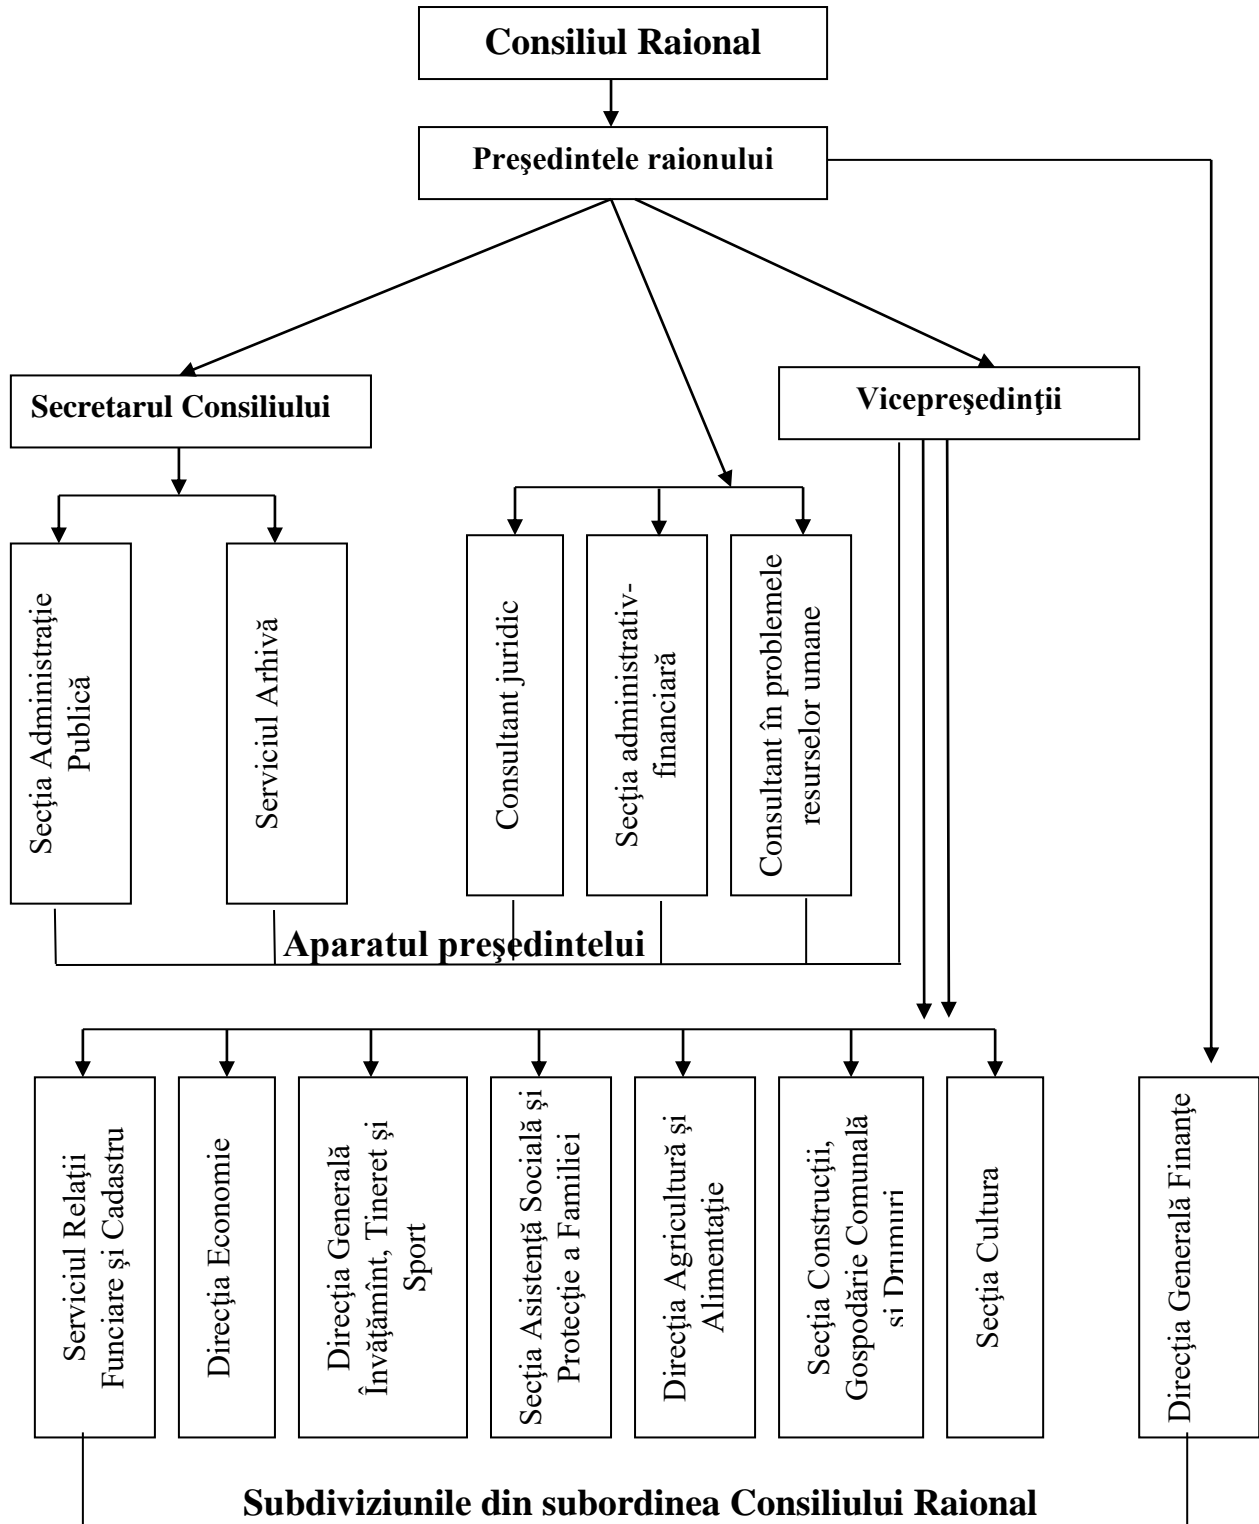 Consiliul Raional
Preşedintele raionului
Secretarul Consiliului
Vicepreşedinţii
Secţia Administraţie
Publică
Serviciul Arhivă
Consultant juridic
Secţia administrativ-
financiară
Consultant în problemele
resurselor umane
Aparatul preşedintelui
Serviciul Relaţii
Funciare şi Cadastru
Direcţia Economie
Direcţia Generală
Învăţămînt, Tineret şi
Sport
Secţia Asistenţă Socială şi
Protecţie a Familiei
Direcţia Agricultură şi
Alimentaţie
Secţia Construcţii,
Gospodărie Comunală
şi Drumuri
Secţia Cultura
Direcţia Generală Finanţe
Subdiviziunile din subordinea Consiliului Raional